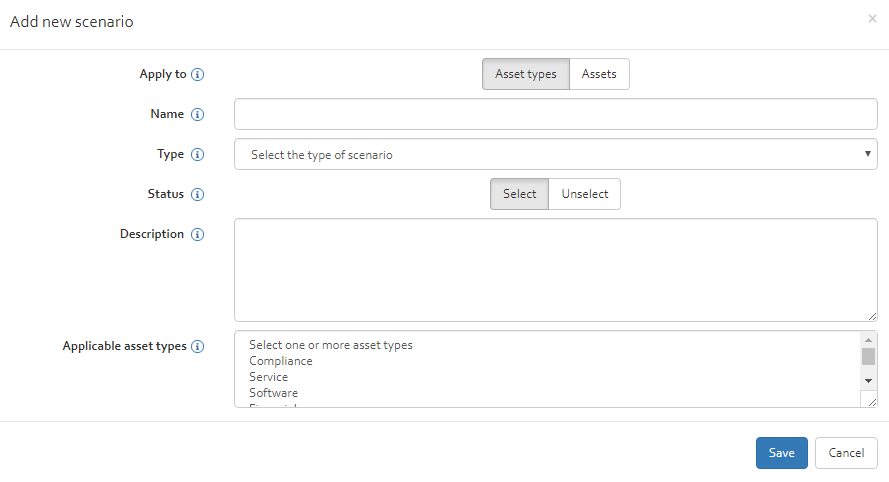 Add new scenario ×
Apply to Asset types Assets
Name
Type Select the type of scenario
Status Select Unselect
Description
Applicable asset types Select one or more asset types
Compliance
Service
Software
Save Cancel